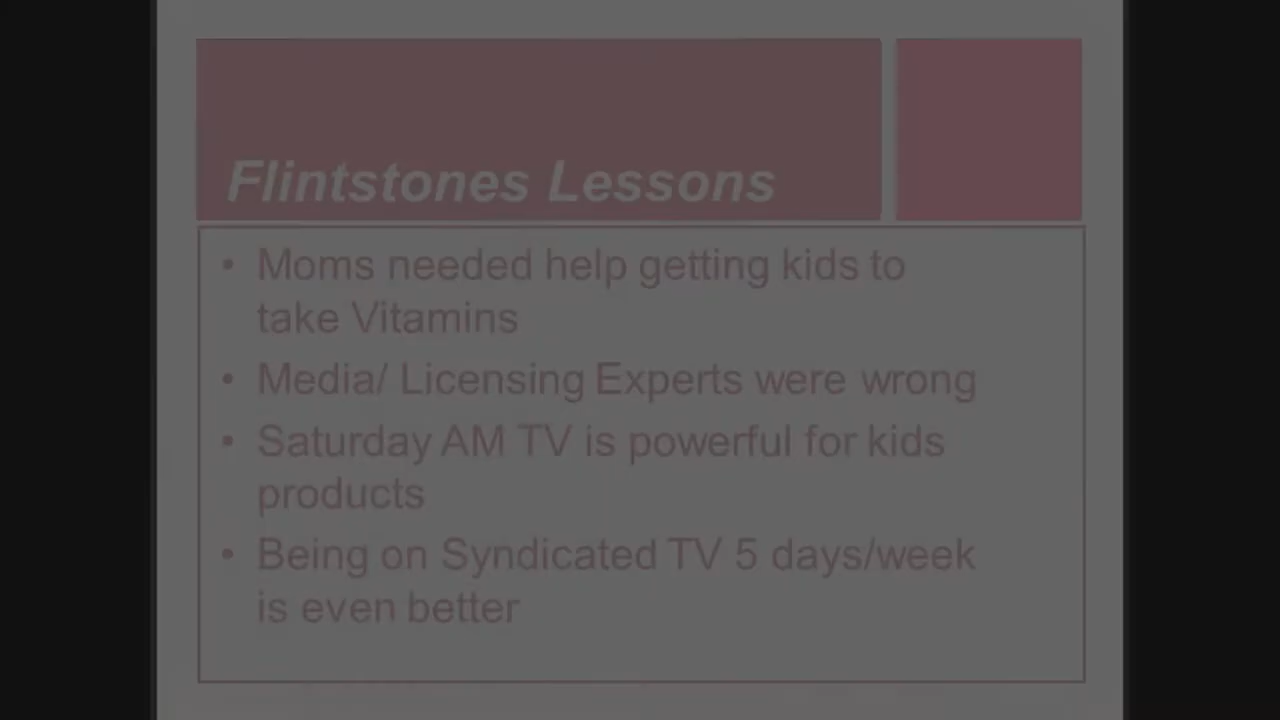 Flintstones Lessons
• Moms needed help getting kids to
take Vitamins
• Media/ Licensing Experts were wrong
• Saturday AM TV is powerful for kids
products
• Being on Syndicated TV 5 days/week
is even better